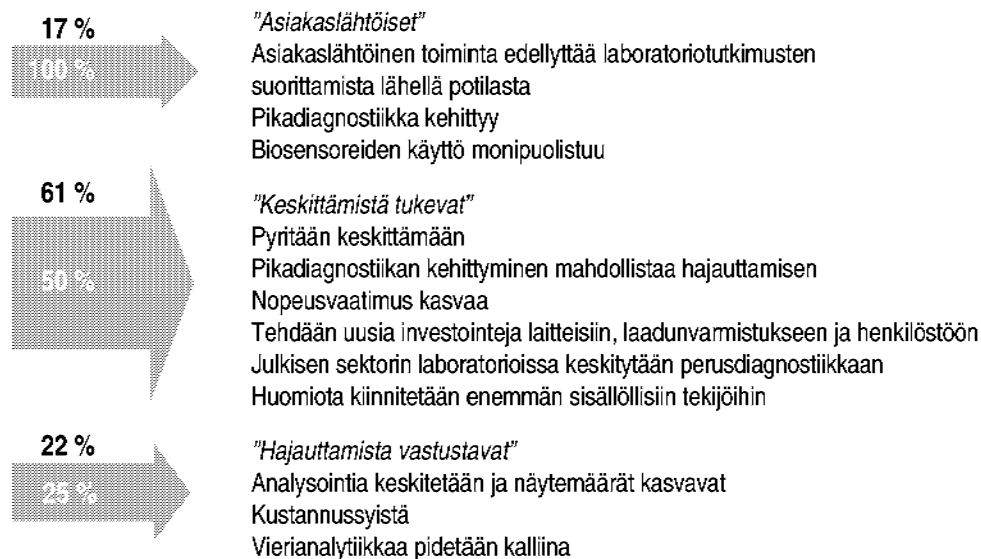 17 %
100 %
"Asiakaslähtöiset"
Asiakaslähtöinen toiminta edellyttää laboratoriotutkimusten
suorittamista lähellä potilasta
Pikadiagnostiikka kehittyy
Biosensoreiden käyttö monipuolistuu
61 %
50 %
"Keskittämistä tukevat"
Pyritään keskittämään
Pikadiagnostiikan kehittyminen mahdollistaa hajauttamisen
Nopeusvaatimus kasvaa
Tehdään uusia investointeja laitteisiin, laadunvarmistukseen ja henkilöstöön
Julkisen sektorin laboratorioissa keskitytään perusdiagnostiikkaan
Huomiota kiinnitetään enemmän sisällöllisiin tekijöihin
22 %
25 %
"Hajauttamista vastustavat"
Analysointia keskitetään ja näytemäärät kasvavat
Kustannussyistä
Vierianalytiikkaa pidetään kalliina